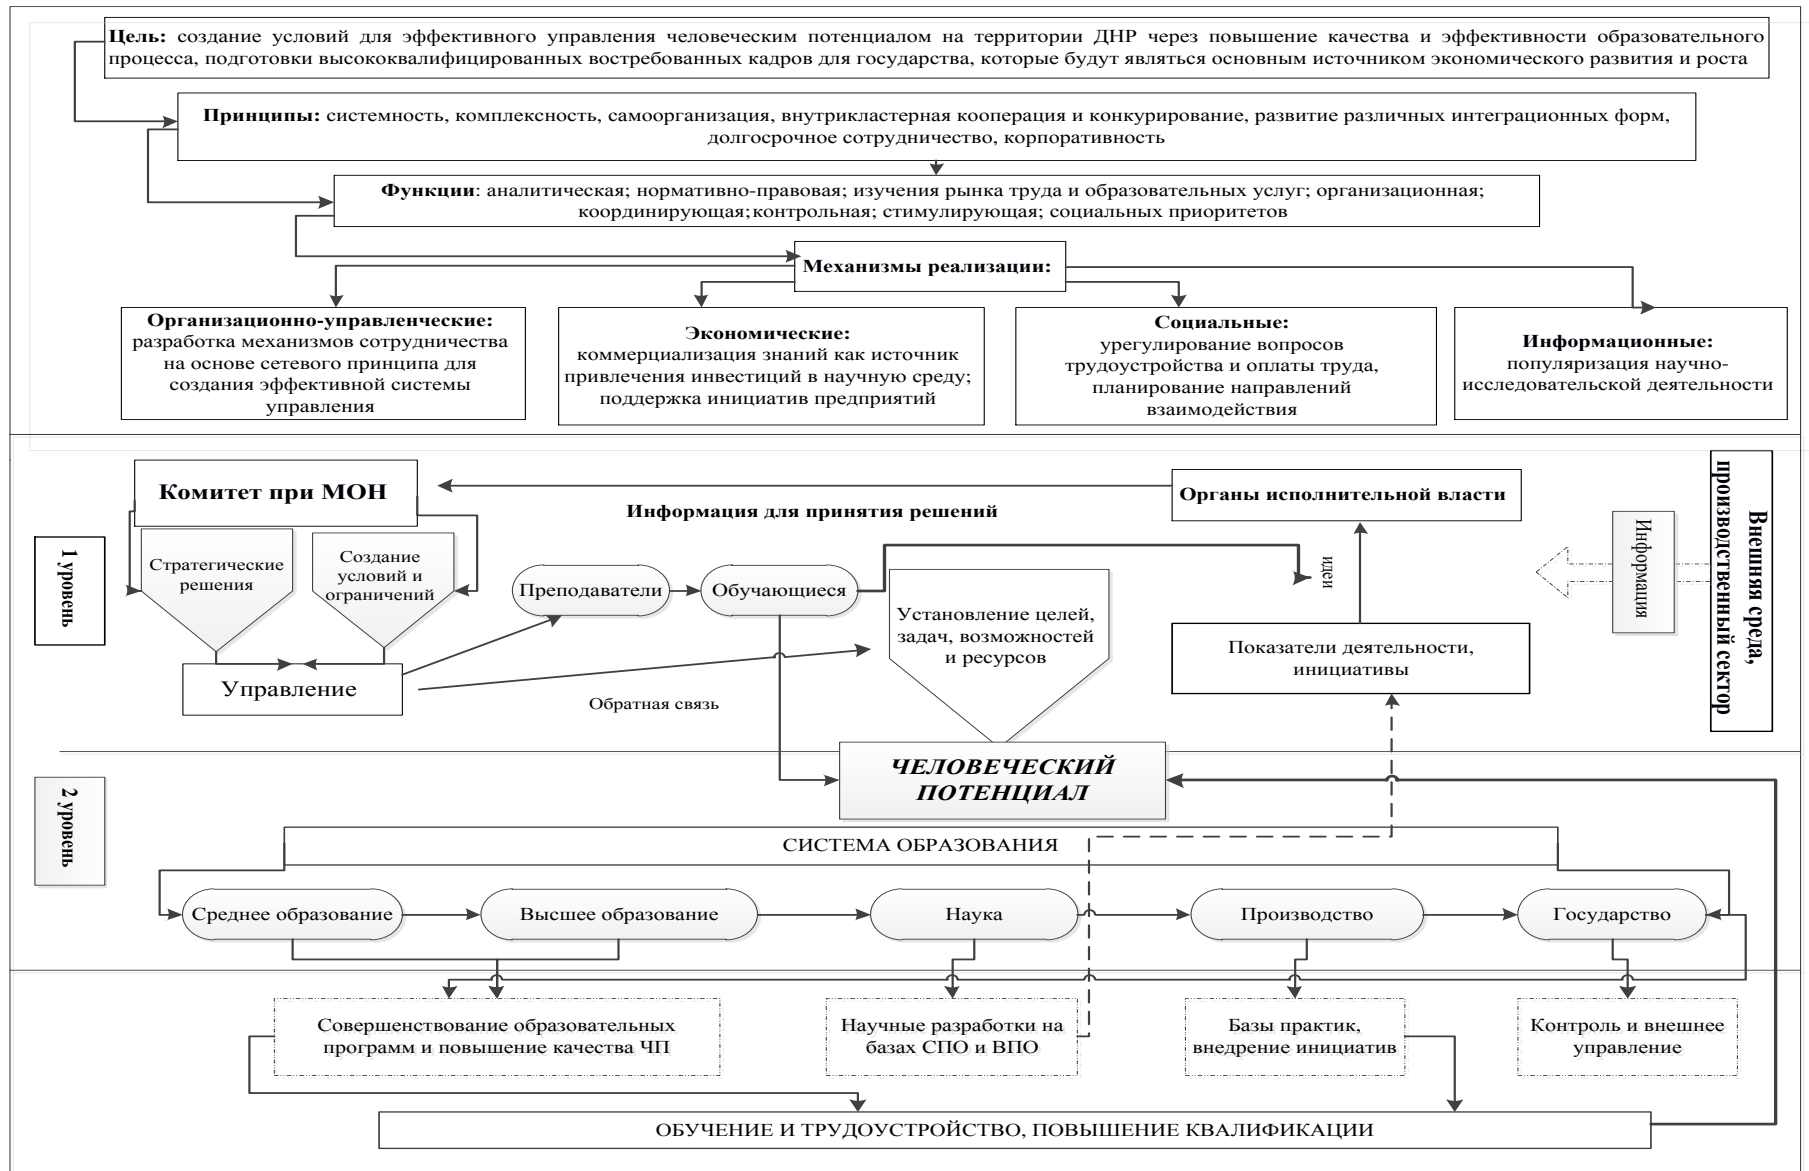 Цель: создание условий для эффективного управления человеческим потенциалом на территории ДНР через повышение качества и эффективности образовательного
процесса, подготовки высококвалифицированных востребованных кадров для государства, которые будут являться основным источником экономического развития и роста
Принципы: системность, комплексность, самоорганизация, внутрикластерная кооперация и конкурирование, развитие различных интеграционных форм,
долгосрочное сотрудничество, корпоративность
Функции: аналитическая; нормативно-правовая; изучения рынка труда и образовательных услуг; организационная;
координирующая; контрольная; стимулирующая; социальных приоритетов
Механизмы реализации:
Организационно-управленческие:
разработка механизмов сотрудничества
на основе сетевого принципа для
создания эффективной системы
управления
Экономические:
коммерциализация знаний как источник
привлечения инвестиций в научную среду;
поддержка инициатив предприятий
Социальные:
урегулирование вопросов
трудоустройства и оплаты труда,
планирование направлений
взаимодействия
Информационные:
популяризация научно-
исследовательской деятельности
Комитет при МОН
Органы исполнительной власти
Информация для принятия решений
Внешняя среда,
производственный сектор
Информация
1 уровень
Стратегические
решения
Создание
условий и
ограничений
Преподаватели
Обучающиеся
идеи
Установление целей,
задач, возможностей
и ресурсов
Показатели деятельности,
инициативы
Управление
Обратная связь
ЧЕЛОВЕЧЕСКИЙ
ПОТЕНЦИАЛ
2 уровень
СИСТЕМА ОБРАЗОВАНИЯ
Среднее образование
Высшее образование
Наука
Производство
Государство
Совершенствование образовательных
программ и повышение качества ЧП
Научные разработки на
базах СПО и ВПО
Базы практик,
внедрение инициатив
Контроль и внешнее
управление
ОБУЧЕНИЕ И ТРУДОУСТРОЙСТВО, ПОВЫШЕНИЕ КВАЛИФИКАЦИИ